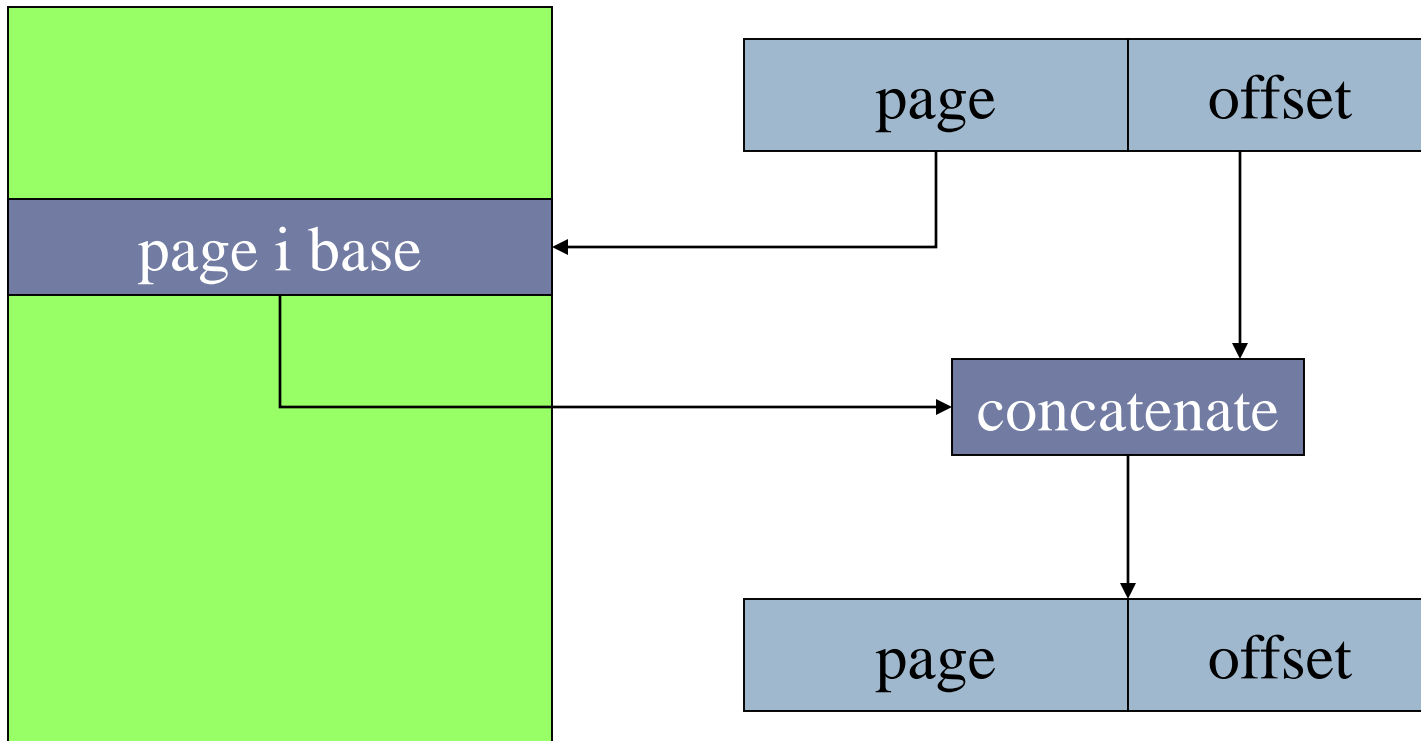 page offset
page i base
concatenate
page offset